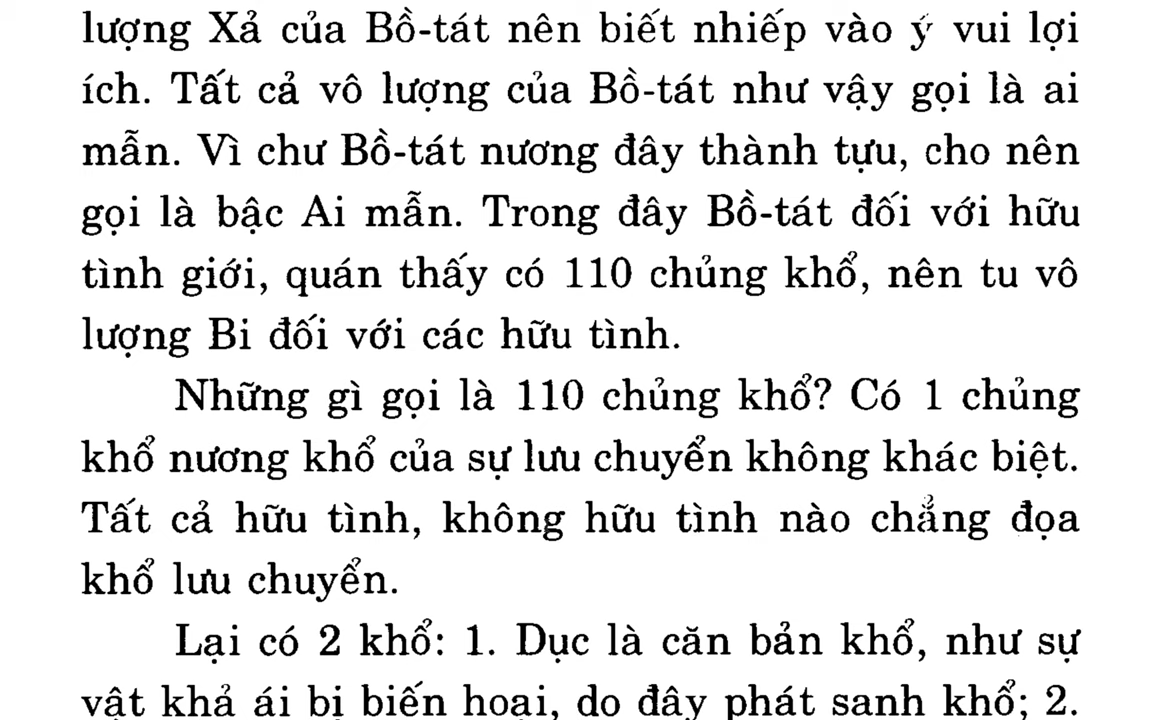 lượng Xả của Bồ-tát nên biết nhiếp vào ý vui lợi
ích. Tất cả vô lượng của Bồ-tát như vậy gọi là ai
mẫn. Vì chư Bồ-tát nương đây thành tựu, cho nên
gọi là bậc Ai mẫn. Trong đây Bồ-tát đối với hữu
tình giới, quán thấy có 110 chủng khổ, nên tu vô
lượng Bi đối với các hữu tình.
Những gì gọi là 110 chủng khổ? Có 1 chủng
khổ nương khổ của sự lưu chuyển không khác biệt.
Tất cả hữu tình, không hữu tình nào chẳng đọa
khổ lưu chuyển.
Lại có 2 khổ: 1. Dục là căn bản khổ, như sự
vật khả ái bị biến hoại, do đây phát sanh khổ; 2.